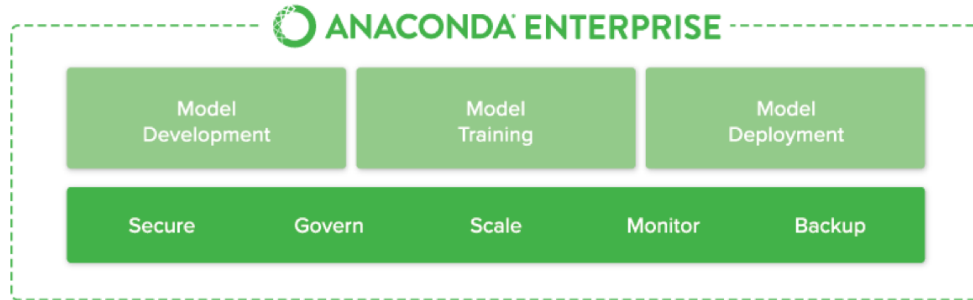 ANACONDA ENTERPRISE
Model
Development
Model
Training
Model
Deployment
Secure Govern Scale Monitor Backup